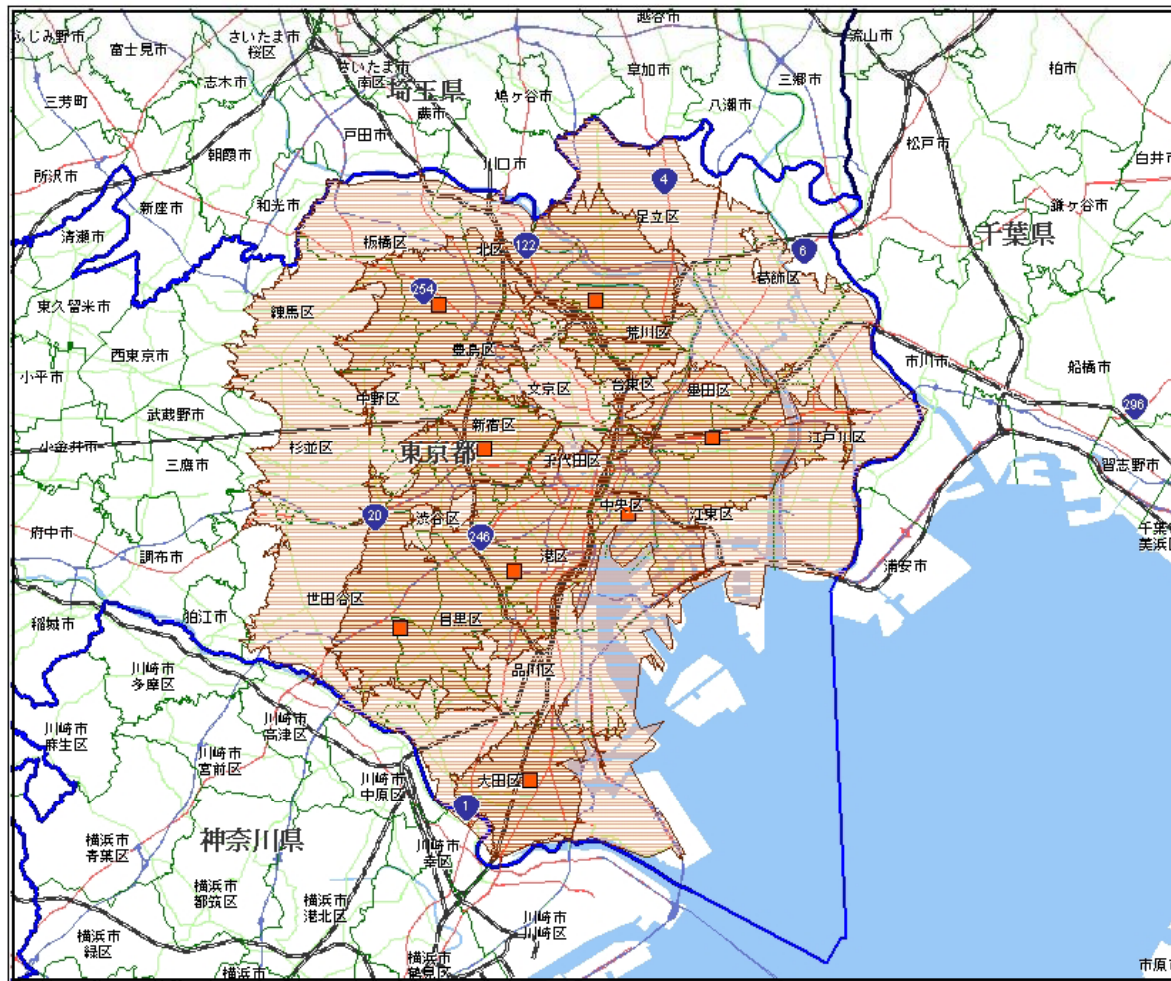 ふじみ野市
富士見市
さいたま市
桜区
越谷市
流山市
柏市
さいたま市
南区
草加市
三郷市
志木市
埼玉県
鳩ヶ谷市
八潮市
三芳町
蕨市
戸田市
松戸市
朝霞市
川口市
白井市
所沢市
4
新座市
和光市
鎌ヶ谷市
足立区
清瀬市
板橋区
北区
122
千葉県
6
葛飾区
254
東久留米市
練馬区
荒川区
西東京市
豊島区
市川市
船橋市
小平市
文京区
台東区
墨田区
中野区
296
武蔵野市
新宿区
小金井市
杉並区
東京都
江戸川区
三鷹市
千代田区
習志野市
中央区
20
渋谷区
江東区
府中市
246
千葉市
美浜区
調布市
港区
浦安市
世田谷区
稲城市
狛江市
目黒区
川崎市
多摩区
品川区
川崎市
高津区
川崎市
麻生区
川崎市
宮前区
川崎市
中原区
大田区
1
神奈川県
横浜市
青葉区
川崎市
幸区
横浜市
都筑区
横浜市
港北区
川崎市
川崎区
横浜市
緑区
横浜市
横浜市
鶴見区
市原市